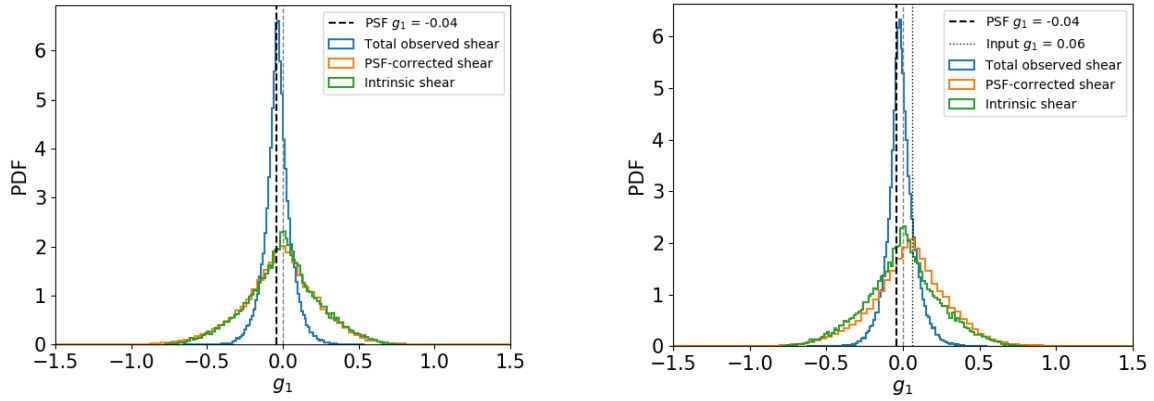 PDF
6
5
4
3
2
1
0
−1.5 −1.0 −0.5 0.0 0.5 1.0 1.5
g₁
PSF g₁ = -0.04
Total observed shear
PSF-corrected shear
Intrinsic shear
PDF
6
5
4
3
2
1
0
−1.5 −1.0 −0.5 0.0 0.5 1.0 1.5
g₁
PSF g₁ = -0.04
Input g₁ = 0.06
Total observed shear
PSF-corrected shear
Intrinsic shear